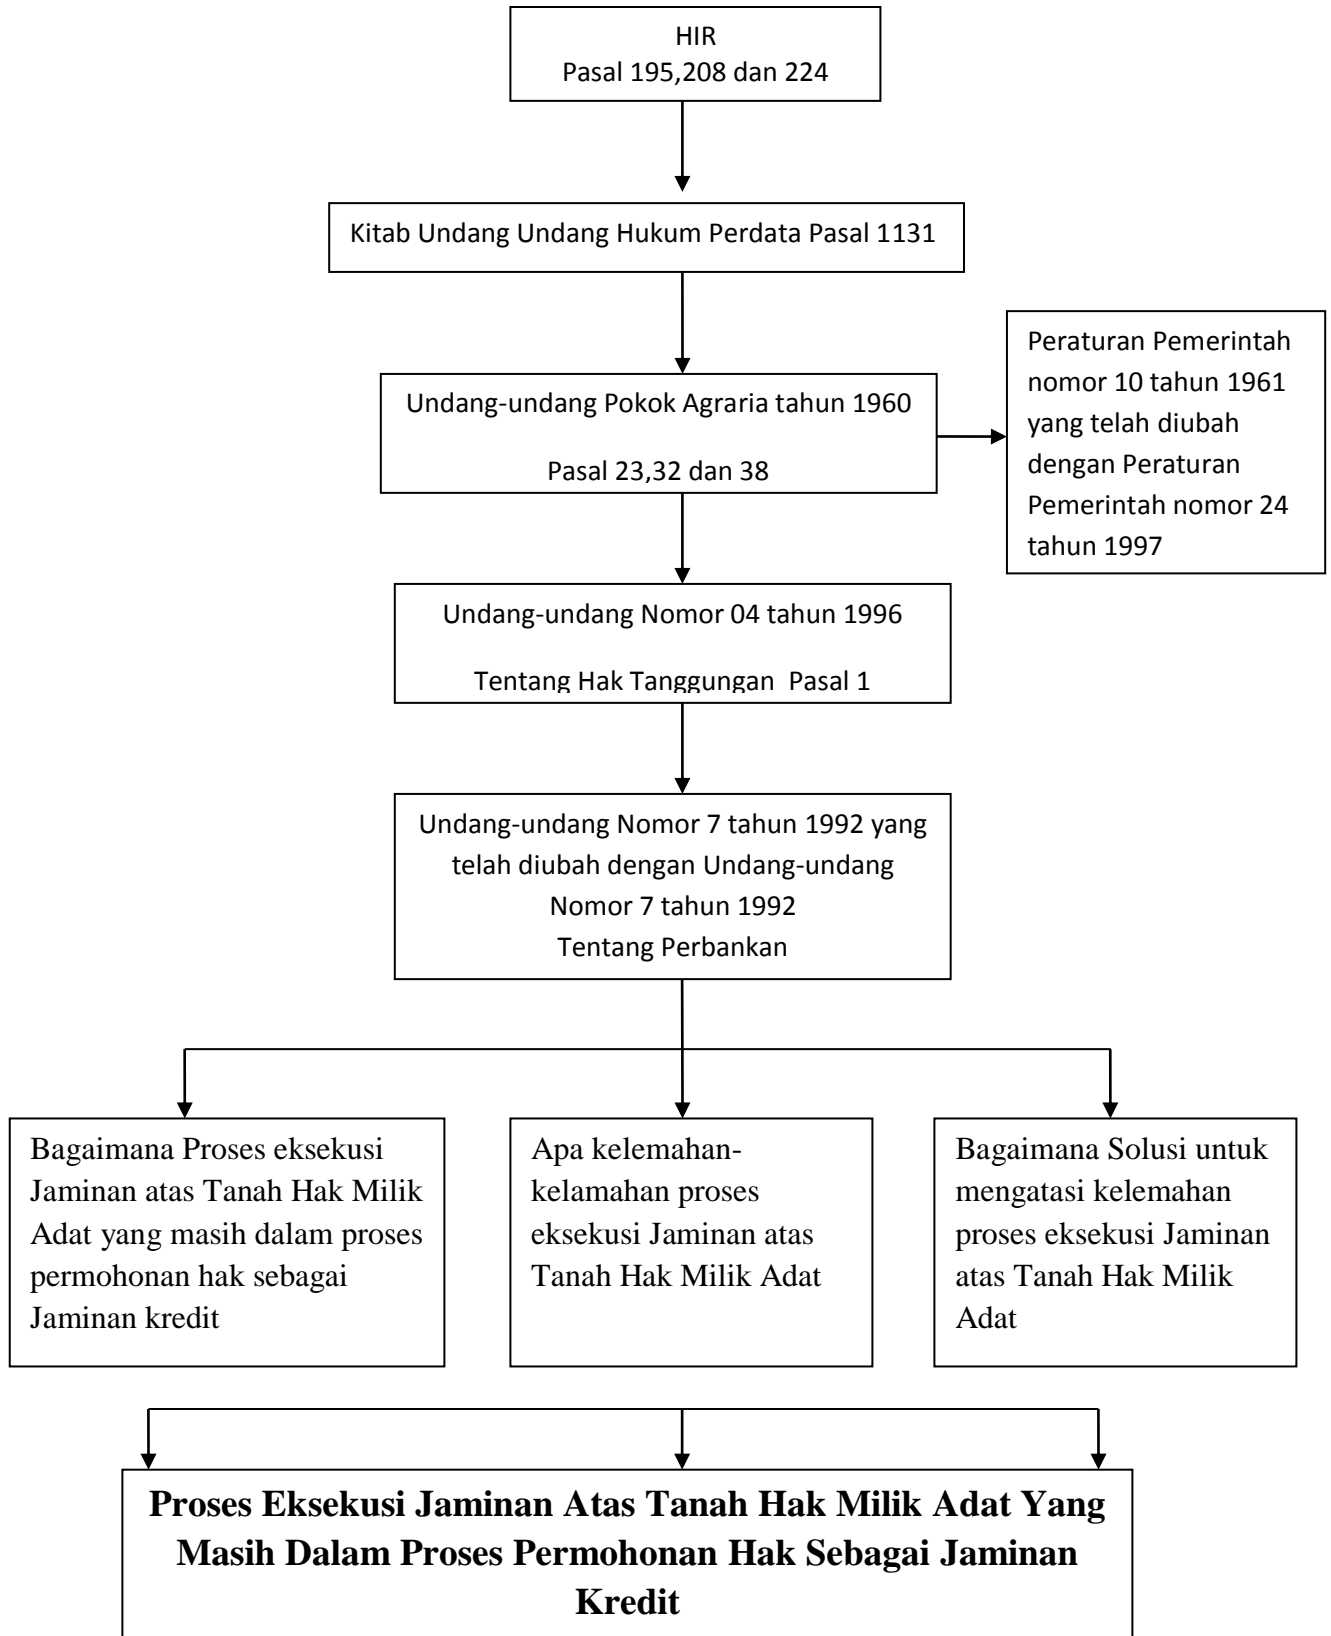 HIR
Pasal 195,208 dan 224
Kitab Undang Undang Hukum Perdata Pasal 1131
Undang-undang Pokok Agraria tahun 1960
Pasal 23,32 dan 38
Peraturan Pemerintah
nomor 10 tahun 1961
yang telah diubah
dengan Peraturan
Pemerintah nomor 24
tahun 1997
Undang-undang Nomor 04 tahun 1996
Tentang Hak Tanggungan Pasal 1
Undang-undang Nomor 7 tahun 1992 yang
telah diubah dengan Undang-undang
Nomor 7 tahun 1992
Tentang Perbankan
Bagaimana Proses eksekusi
Jaminan atas Tanah Hak Milik
Adat yang masih dalam proses
permohonan hak sebagai
Jaminan kredit
Apa kelemahan-
kelamahan proses
eksekusi Jaminan atas
Tanah Hak Milik Adat
Bagaimana Solusi untuk
mengatasi kelemahan
proses eksekusi Jaminan
atas Tanah Hak Milik
Adat
Proses Eksekusi Jaminan Atas Tanah Hak Milik Adat Yang
Masih Dalam Proses Permohonan Hak Sebagai Jaminan
Kredit